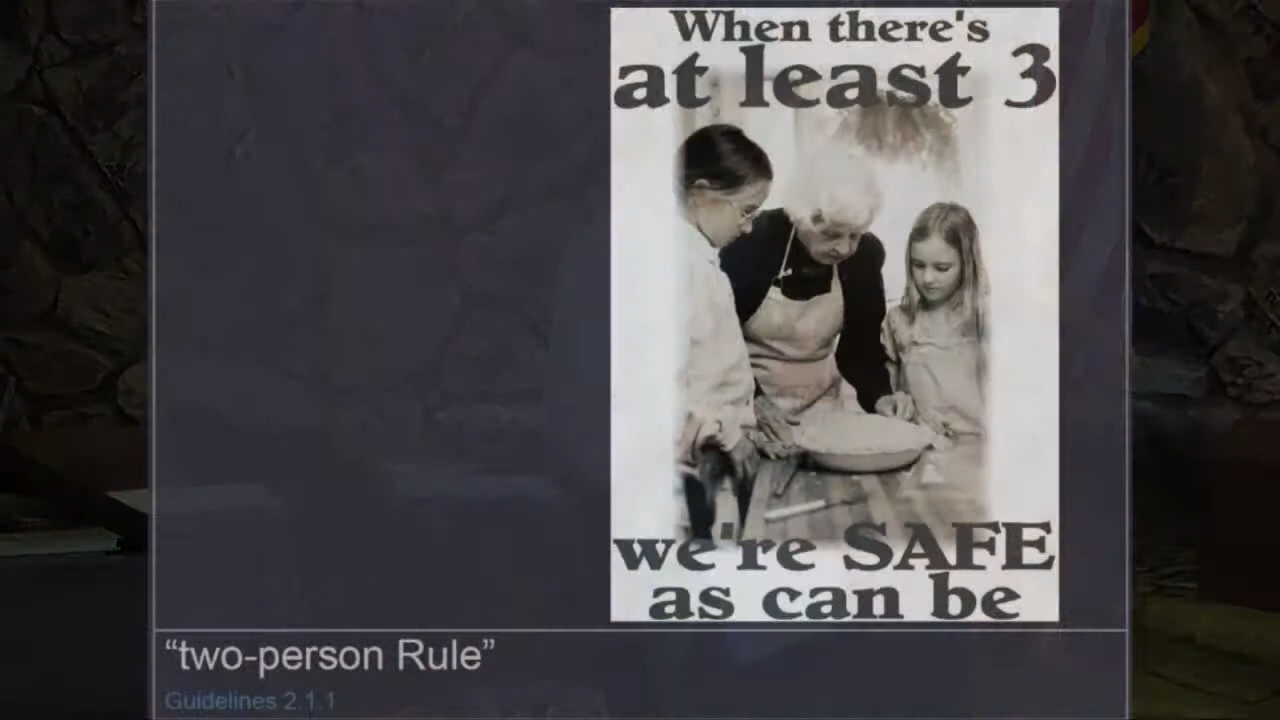 When there's
at least 3
we're SAFE
as can be
“two-person Rule”
Guidelines 2.1.1